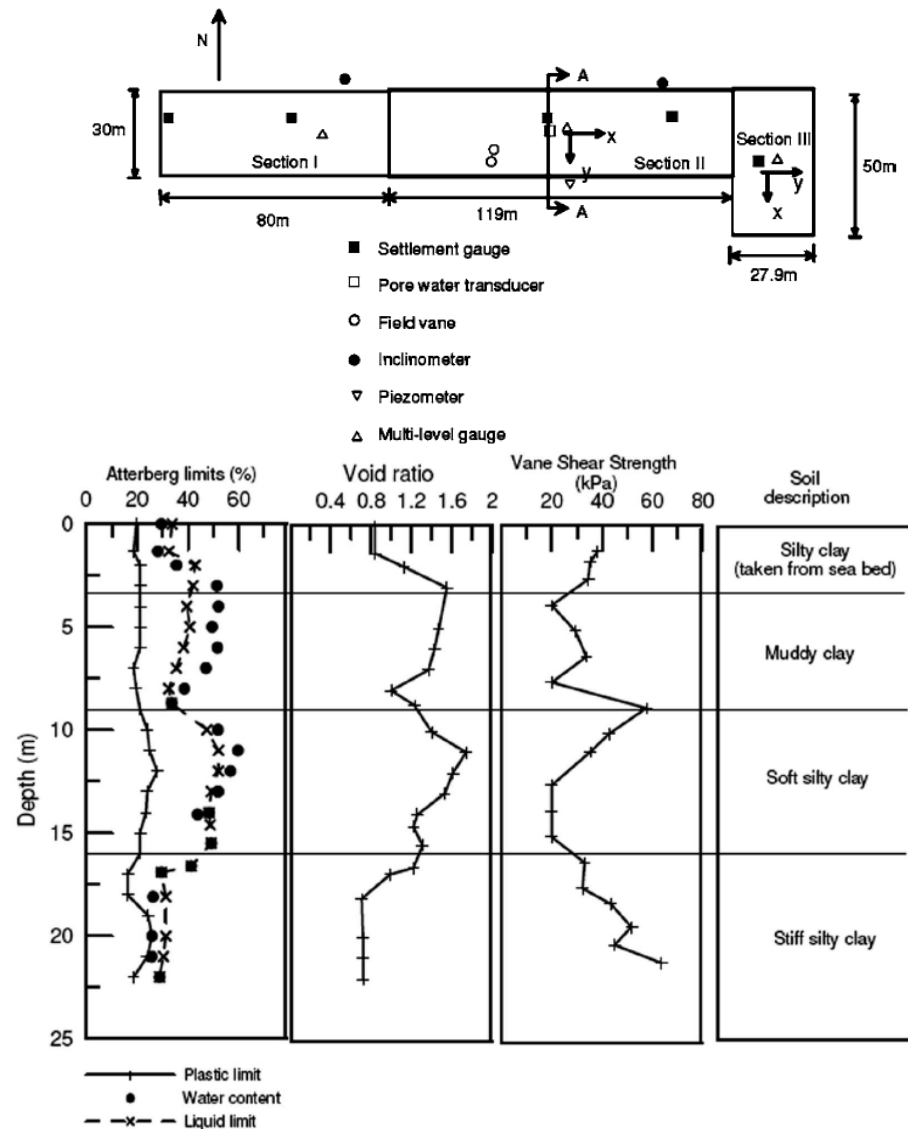 N
A
30m
x
Section I
Section II
y
Section III
y
x
50m
A
80m
119m
27.9m
Settlement gauge
Pore water transducer
Field vane
Inclinometer
Piezometer
Multi-level gauge
Atterberg limits (%)
0 20 40 60
Void ratio
0.4 0.8 1.2 1.6 2
Vane Shear Strength
(kPa)
0 20 40 60 80
Soil
description
Depth (m)
0
5
10
15
20
25
Silty clay
(taken from sea bed)
Muddy clay
Soft silty clay
Stiff silty clay
Plastic limit
Water content
Liquid limit